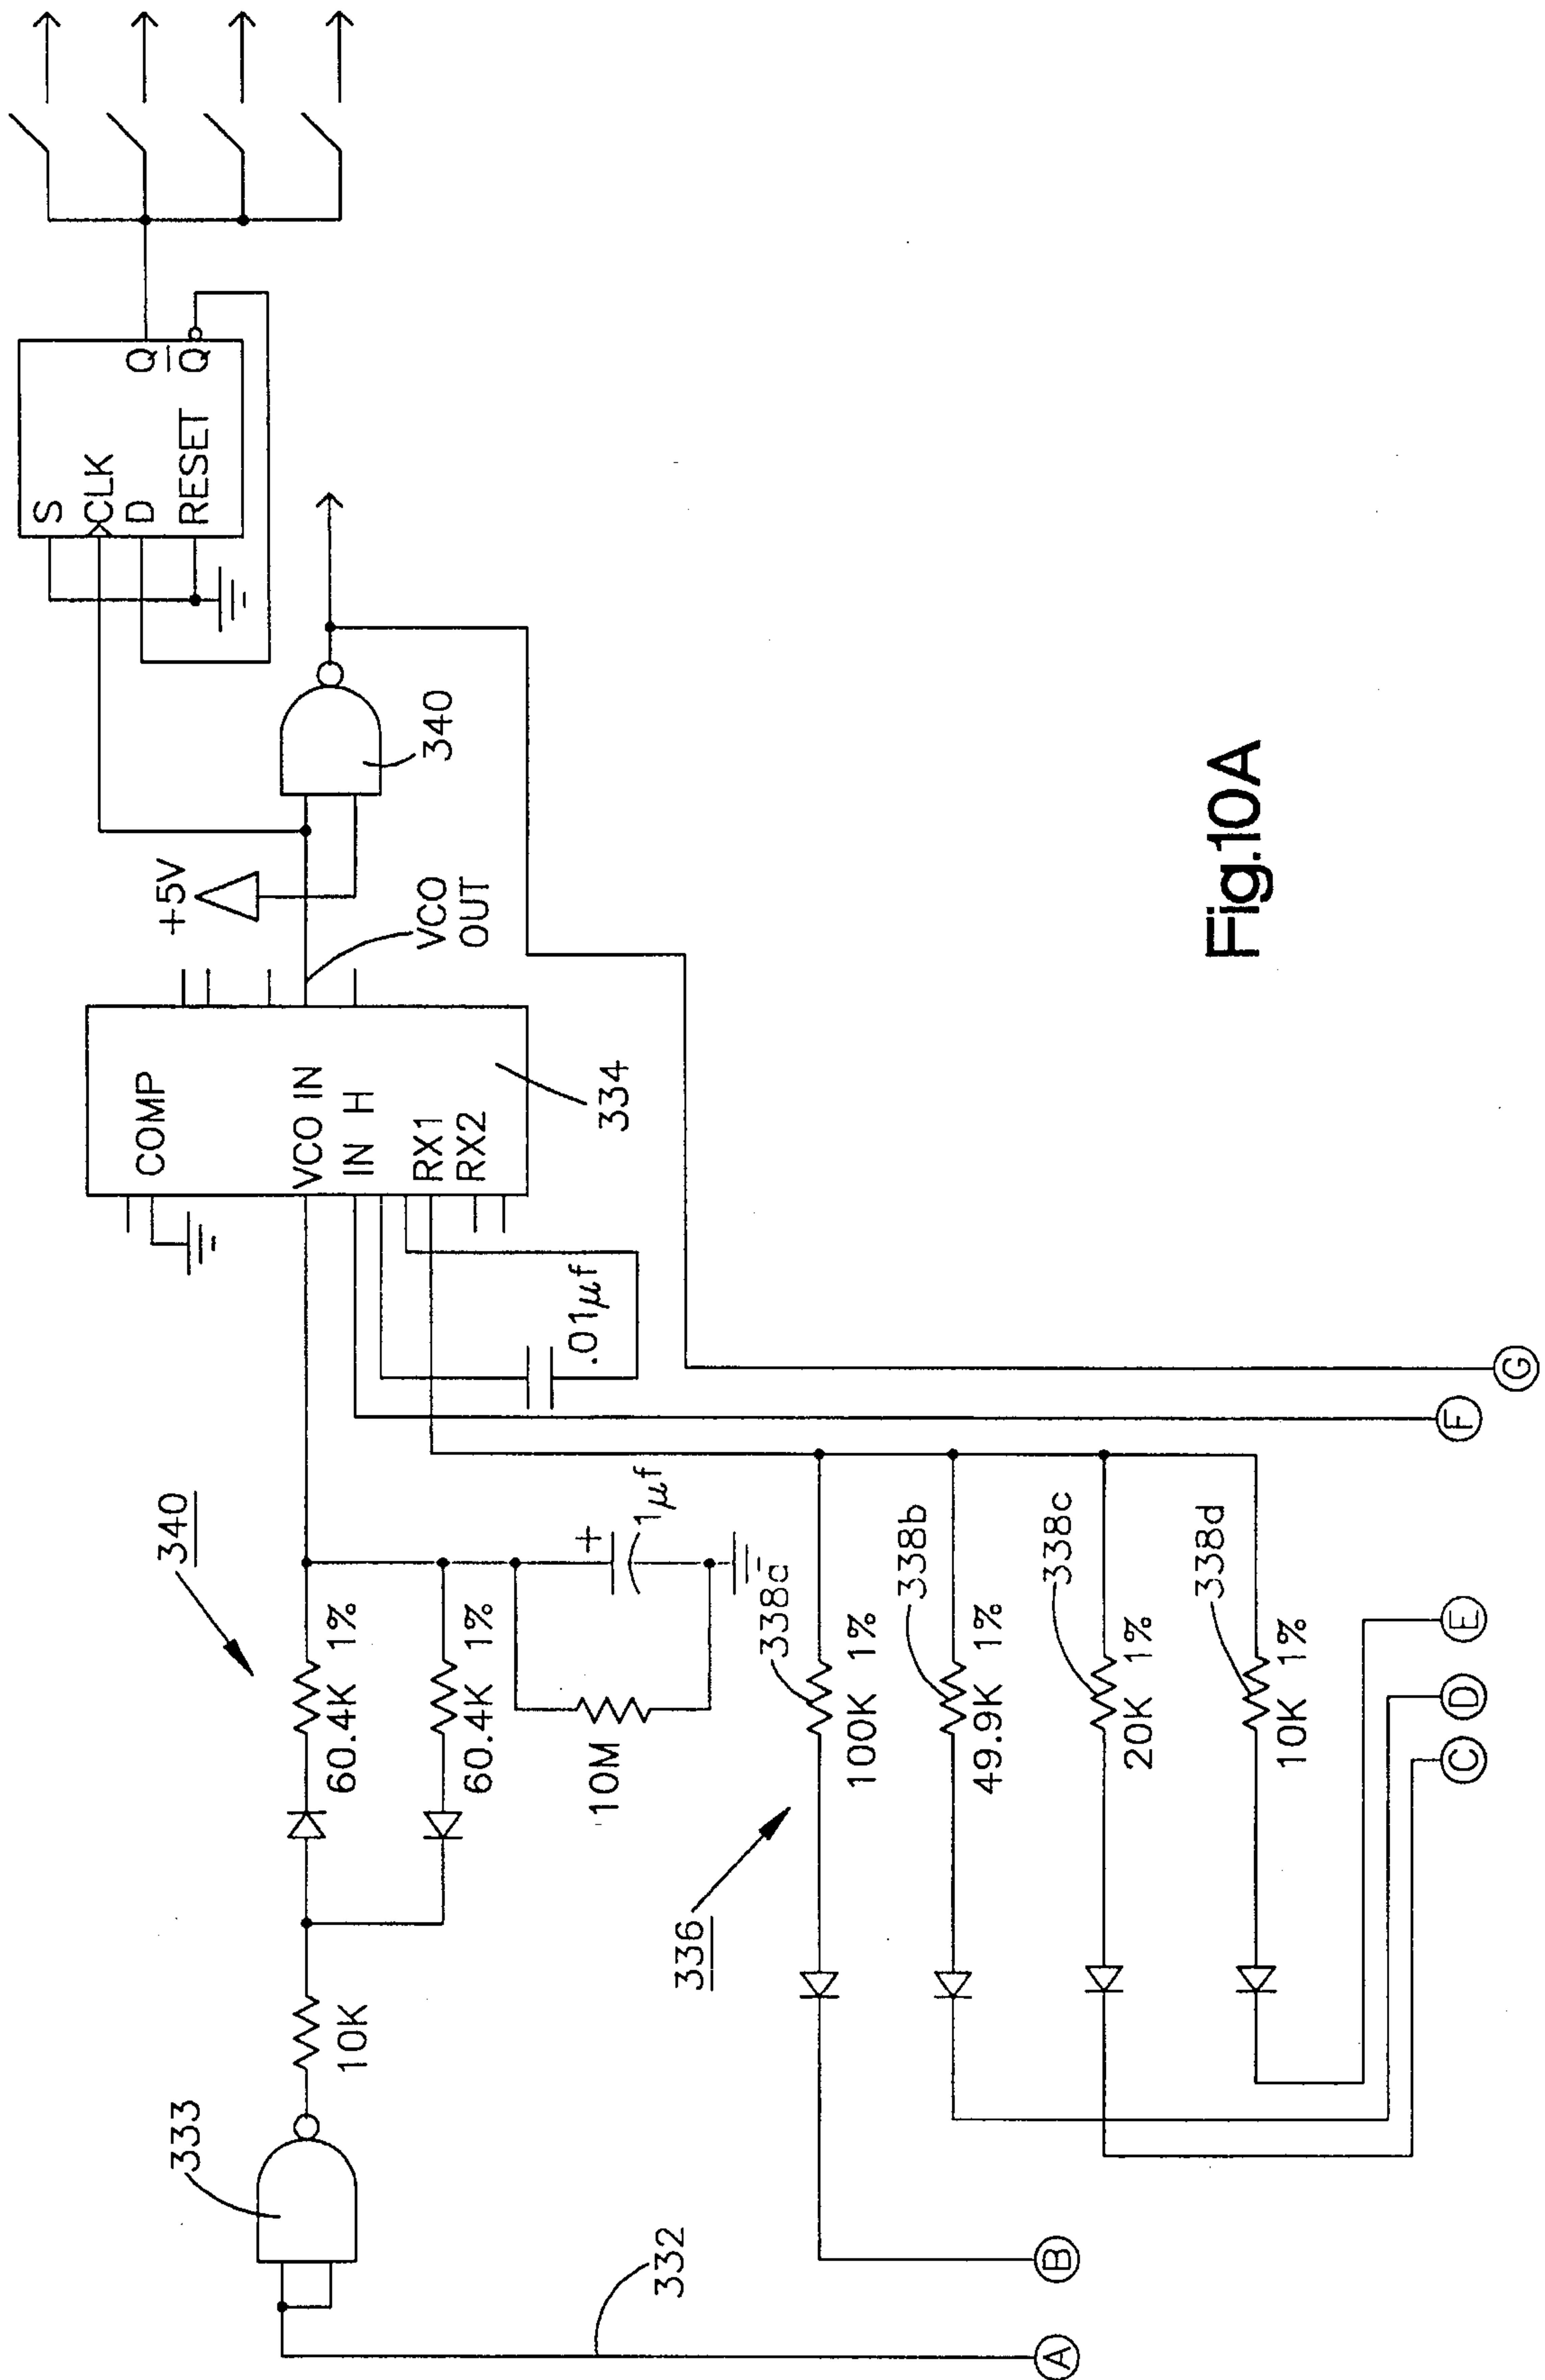 S
CLK
D
RESET
Q
Q
+5V
340
VCO
OUT
COMP
VCO IN
IN H
RX1
RX2
334
.01µf
340
60.4K 1%
60.4K 1%
+
1µf
10M
10K
333
332
336
338a
100K 1%
338b
49.9K 1%
338c
20K 1%
338d
10K 1%
A
B
C
D
E
F
G
Fig.10A